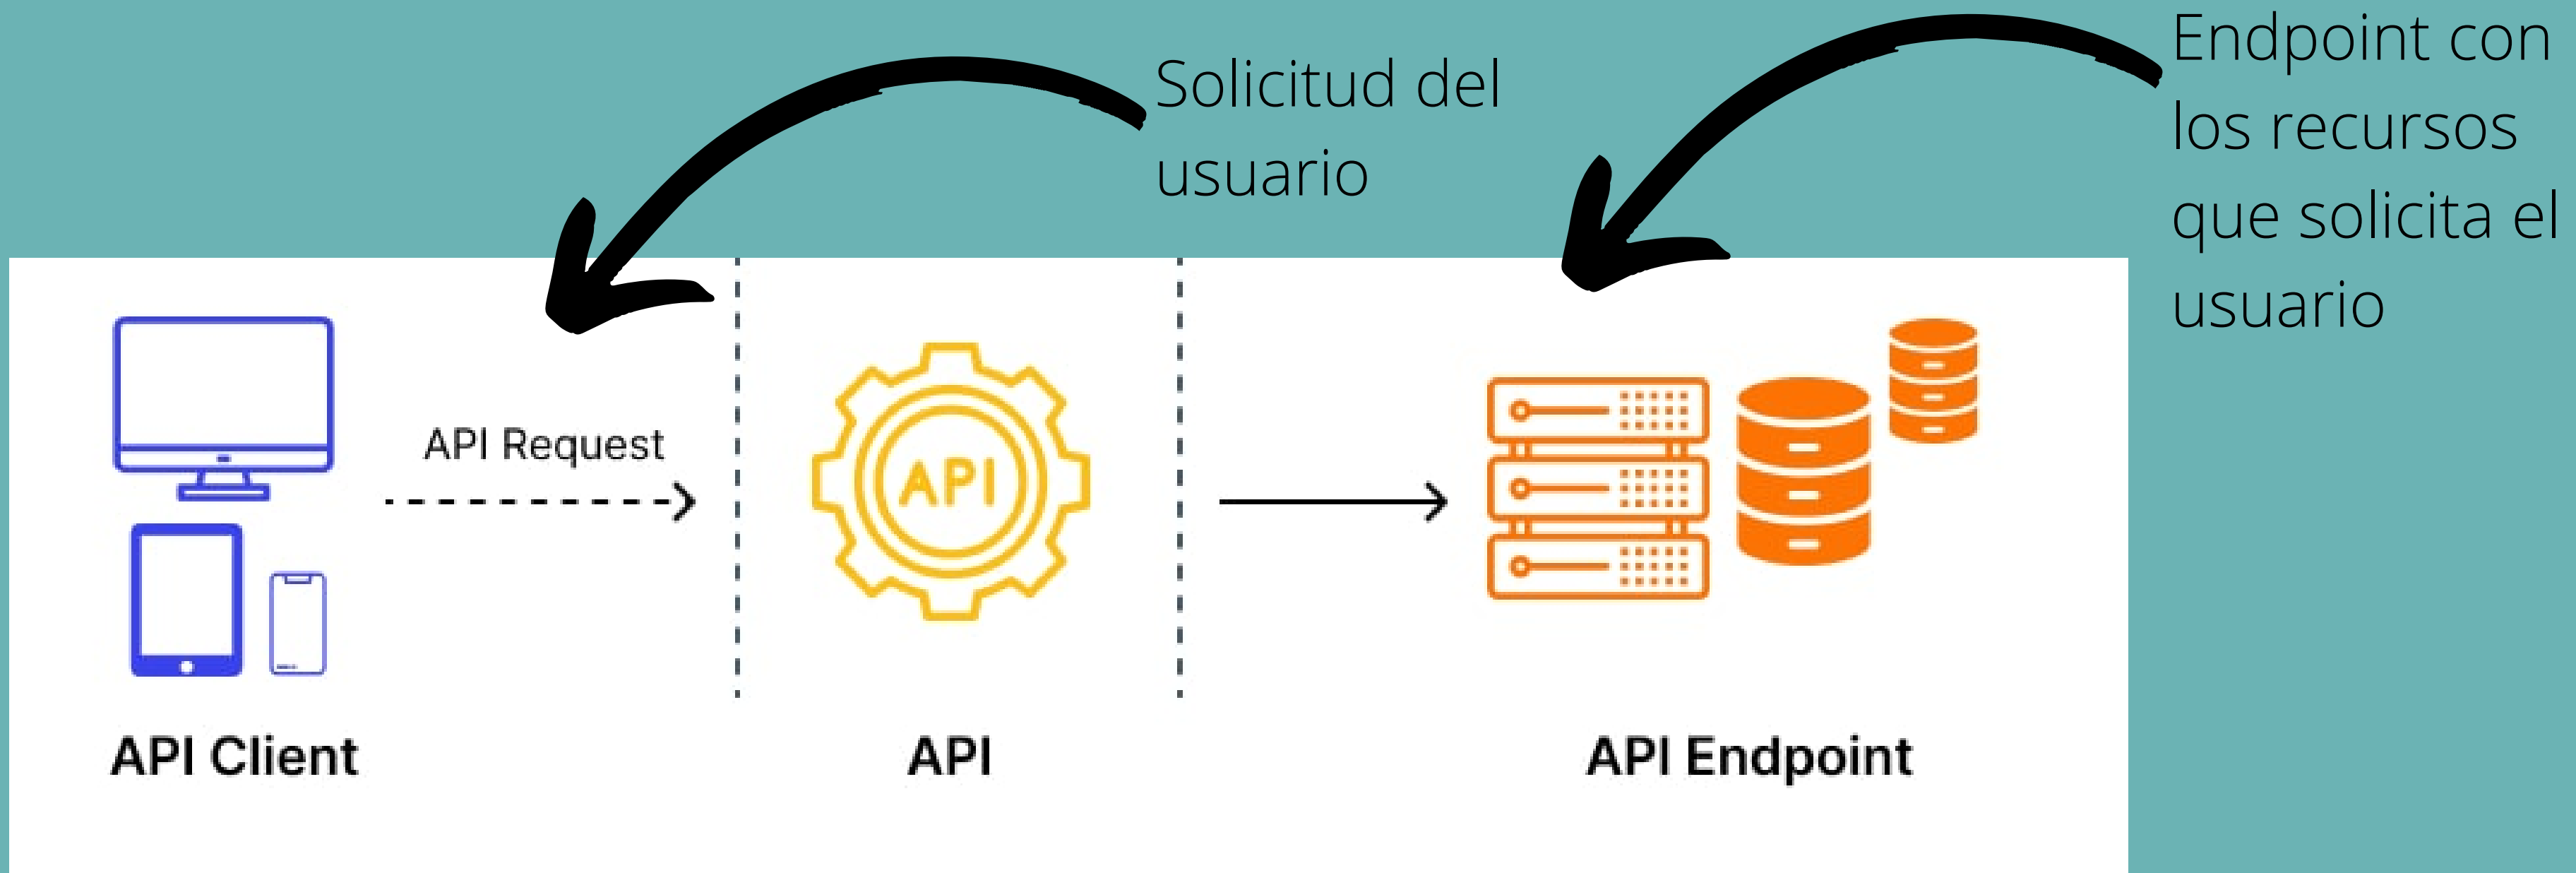 Solicitud del
usuario
Endpoint con
los recursos
que solicita el
usuario
API Request
API
API Client
API
API Endpoint